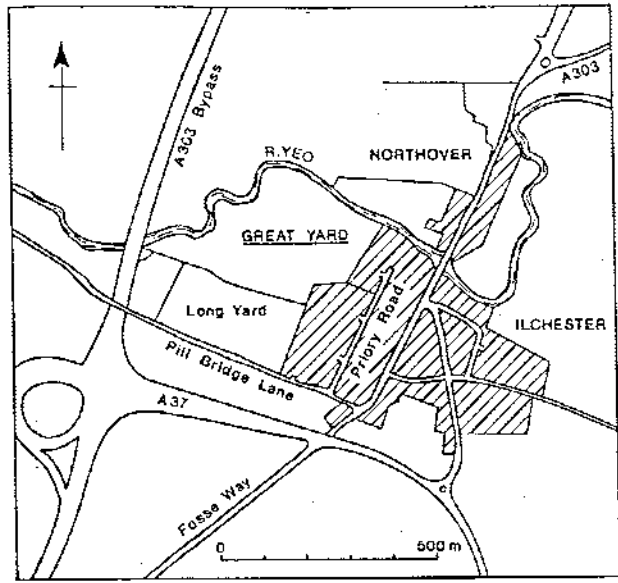 A303
A303 Bypass
R.YEO
NORTHOVER
GREAT YARD
Long Yard
Priory Road
ILCHESTER
Pill Bridge Lane
A37
Fosse Way
0 500 m